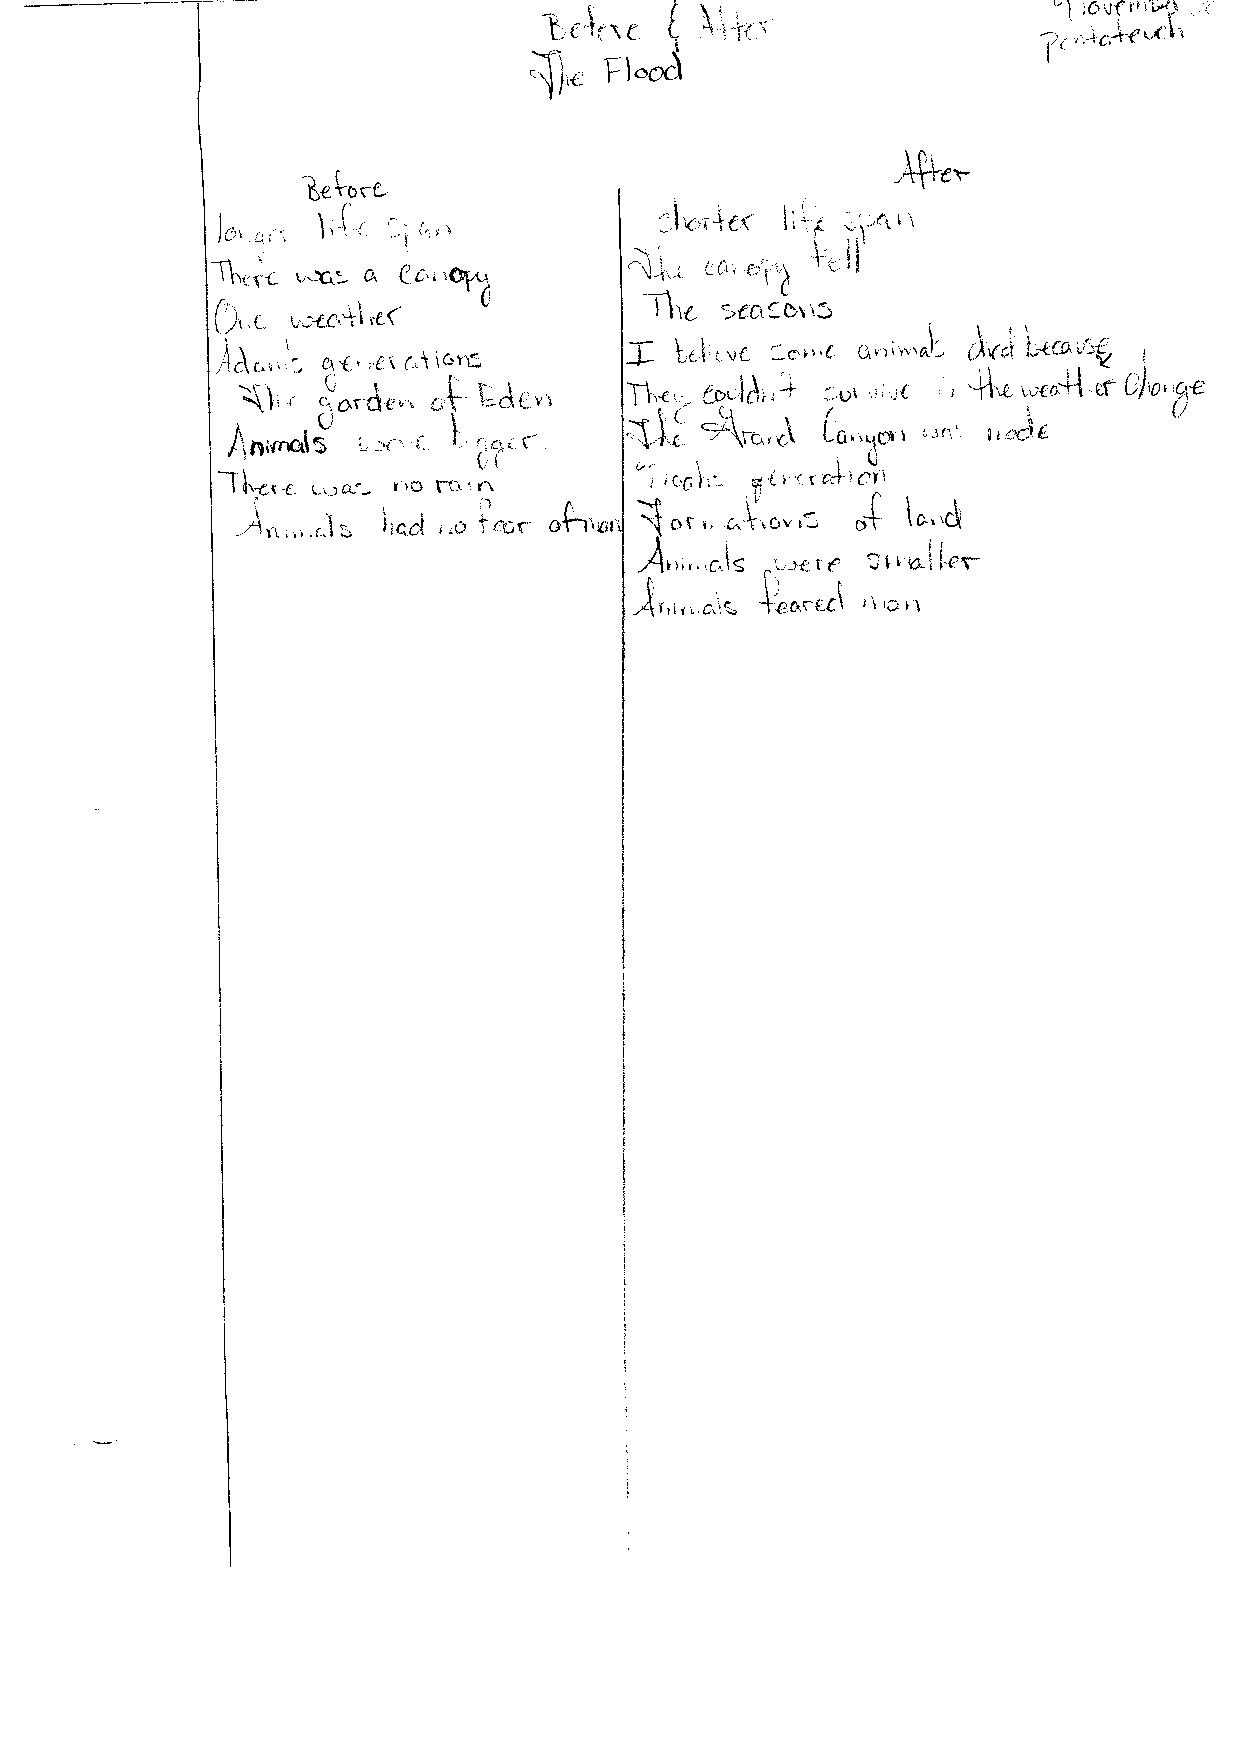 Before & After
The Flood
November
Pentateuch
Before
longer life span
There was a canopy
One weather
Adam's generations
The garden of Eden
Animals were bigger
There was no rain
Animals had no fear of man
After
shorter life span
The canopy fell
The seasons
I believe some animals died because
They couldn't survive in the weather change
The Grand Canyon was made
Noahs generation
Formations of land
Animals were smaller
Animals feared man